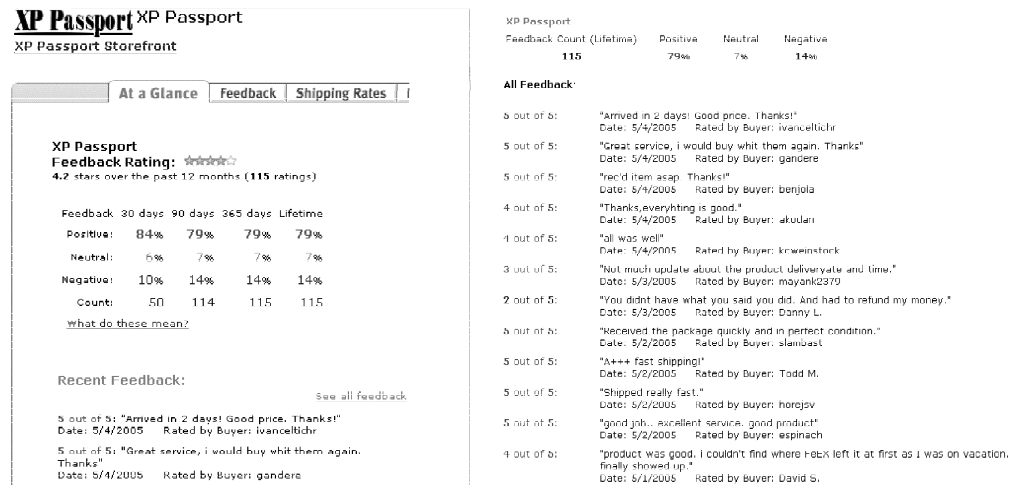 XP Passport XP Passport
XP Passport Storefront
At a Glance Feedback Shipping Rates
XP Passport
Feedback Rating:
4.2 stars over the past 12 months (115 ratings)
Feedback 30 days 90 days 365 days Lifetime
Positive: 84% 79% 79% 79%
Neutral: 6% 7% 7% 7%
Negative: 10% 14% 14% 14%
Count: 50 114 115 115
What do these mean?
Recent Feedback:
See all feedback
5 out of 5: "Arrived in 2 days! Good price. Thanks!"
Date: 5/4/2005 Rated by Buyer: ivanceltichr
5 out of 5: "Great service, i would buy whit them again.
Thanks"
Date: 5/4/2005 Rated by Buyer: gandere
XP Passport
Feedback Count (Lifetime) Positive Neutral Negative
115 79% 7% 14%
All Feedback:
5 out of 5: "Arrived in 2 days! Good price. Thanks!"
Date: 5/4/2005 Rated by Buyer: ivanceltichr
5 out of 5: "Great service, i would buy whit them again. Thanks"
Date: 5/4/2005 Rated by Buyer: gandere
5 out of 5: "rec'd item asap. Thanks!"
Date: 5/4/2005 Rated by Buyer: benjola
4 out of 5: "Thanks,everyhting is good."
Date: 5/4/2005 Rated by Buyer: akudari
4 out of 5: "all was well"
Date: 5/4/2005 Rated by Buyer: kcweinstock
3 out of 5: "Not much update about the product deliveryate and time."
Date: 5/3/2005 Rated by Buyer: mayank2379
2 out of 5: "You didnt have what you said you did. And had to refund my money."
Date: 5/3/2005 Rated by Buyer: Danny L.
5 out of 5: "Received the package quickly and in perfect condition."
Date: 5/2/2005 Rated by Buyer: slambast
5 out of 5: "A+++ fast shipping!"
Date: 5/2/2005 Rated by Buyer: Todd M.
5 out of 5: "Shipped really fast."
Date: 5/2/2005 Rated by Buyer: horejsv
5 out of 5: "good job.. excellent service. good product"
Date: 5/2/2005 Rated by Buyer: espinach
4 out of 5: "product was good. i couldn't find where FeEX left it at first as I was on vacation.
finally showed up."
Date: 5/1/2005 Rated by Buyer: David S.